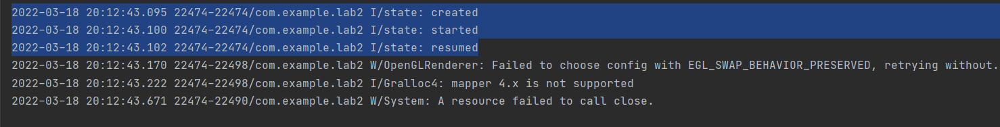 2022-03-18 20:12:43.095 22474-22474/com.example.lab2 I/state: created
2022-03-18 20:12:43.100 22474-22474/com.example.lab2 I/state: started
2022-03-18 20:12:43.102 22474-22474/com.example.lab2 I/state: resumed
2022-03-18 20:12:43.170 22474-22498/com.example.lab2 W/OpenGLRenderer: Failed to choose config with EGL_SWAP_BEHAVIOR_PRESERVED, retrying without.
2022-03-18 20:12:43.222 22474-22498/com.example.lab2 I/Gralloc4: mapper 4.x is not supported
2022-03-18 20:12:43.671 22474-22490/com.example.lab2 W/System: A resource failed to call close.